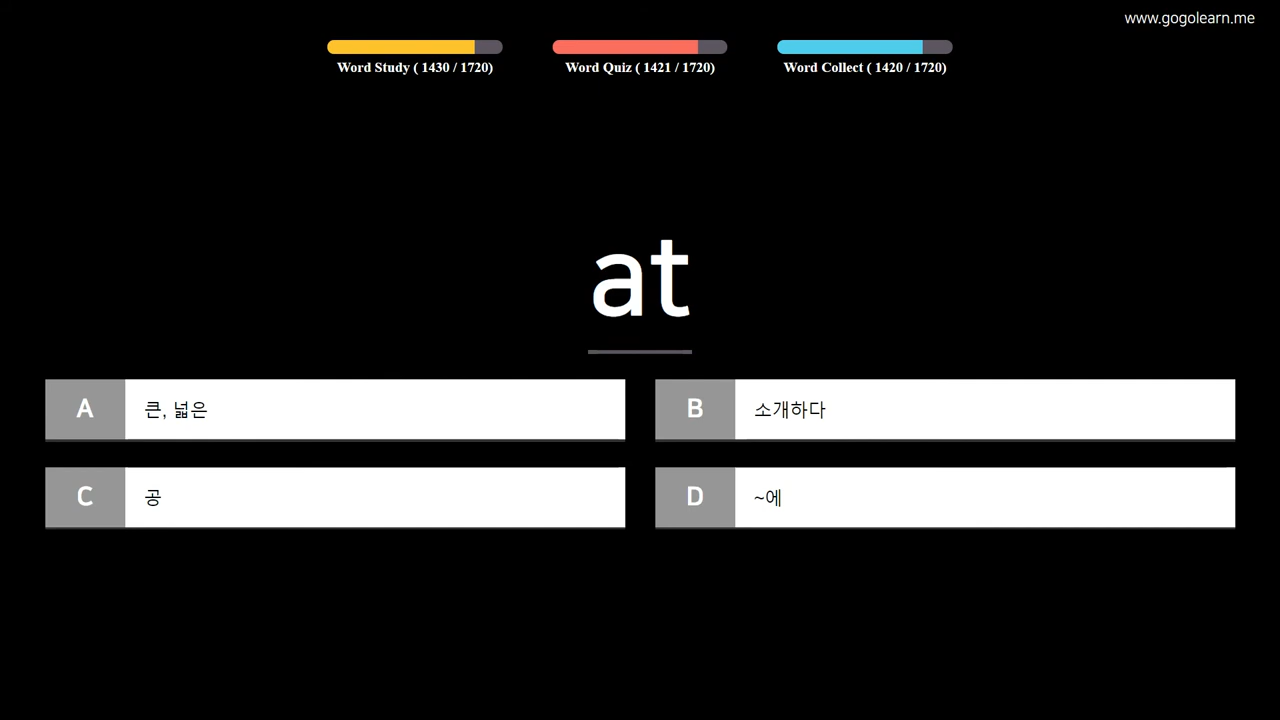 www.gogolearn.me
Word Study ( 1430 / 1720)
Word Quiz ( 1421 / 1720)
Word Collect ( 1420 / 1720)
at
A 큰, 넓은
B 소개하다
C 공
D ~에